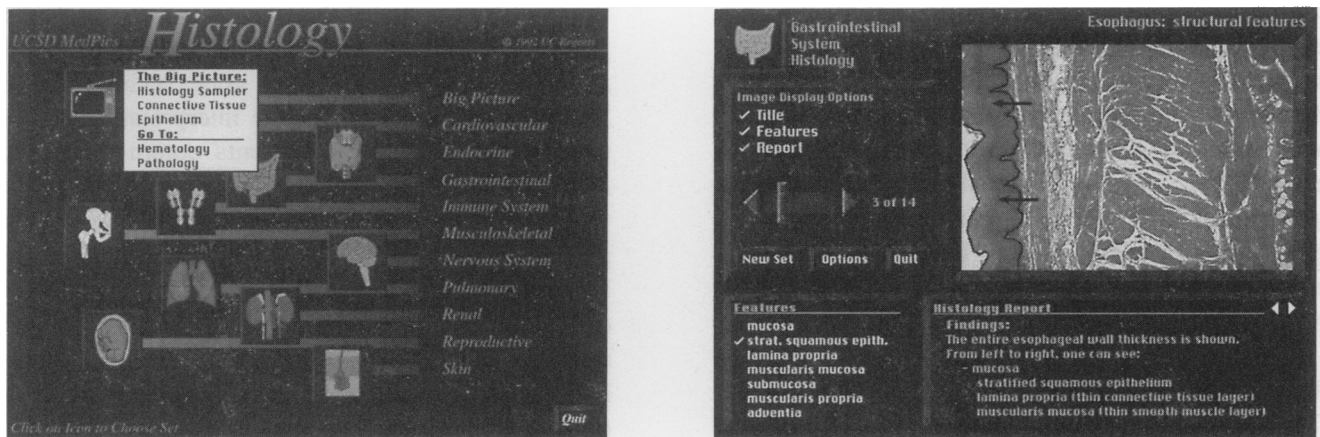 UCSD MedPics
Histology
© 1992 UC Regents
The Big Picture:
Histology Sampler
Connective Tissue
Epithelium
Go To:
Hematology
Pathology
Big Picture
Cardiovascular
Endocrine
Gastrointestinal
Immune System
Musculoskeletal
Nervous System
Pulmonary
Renal
Reproductive
Skin
Quit
Click on Icon to Choose Set
Gastrointestinal
System
Histology
Esophagus: structural features
Image Display Options
✓ Title
✓ Features
✓ Report
3 of 14
New Set Options Quit
Features
mucosa
✓ strat. squamous epith.
lamina propria
muscularis mucosa
submucosa
muscularis propria
adventia
Histology Report
Findings:
The entire esophageal wall thickness is shown.
From left to right, one can see:
- mucosa
stratified squamous epithelium
lamina propria (thin connective tissue layer)
muscularis mucosa (thin smooth muscle layer)